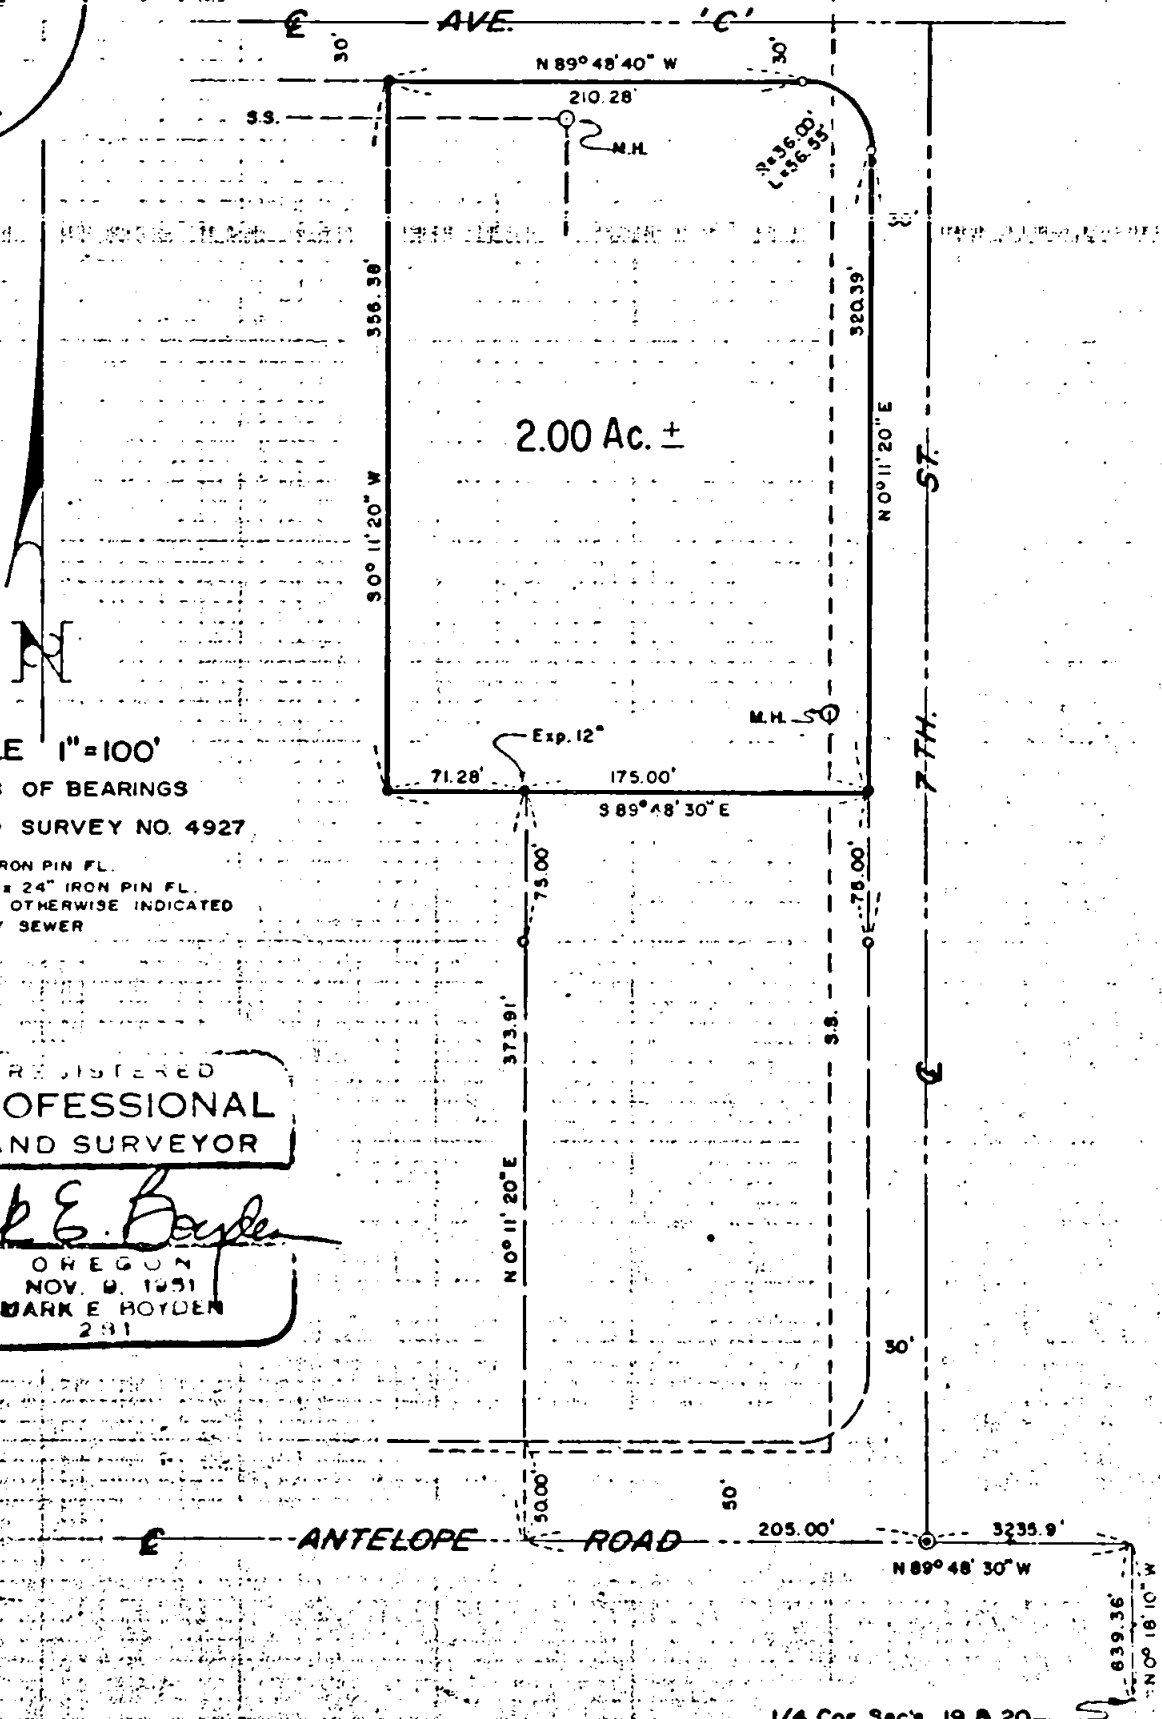 ℄ AVE. 'C'
30'
N 89° 48' 40" W
30'
210.28'
S.S.
M.H.
R=36.00'
L=56.55'
30'
356.38'
320.39'
2.00 Ac. ±
S 0° 11' 20" W
N 0° 11' 20" E
7TH. ST.
℄
N
M.H.
Exp. 12"
71.28'
175.00'
S 89° 48' 30" E
1"=100'
OF BEARINGS
SURVEY NO. 4927
IRON PIN FL.
x 24" IRON PIN FL.
OTHERWISE INDICATED
SEWER
75.00'
75.00'
373.91'
S.S.
N 0° 11' 20" E
REGISTERED
OFESSIONAL
AND SURVEYOR
E. Boyden
OREGON
NOV. 9, 1951
MARK E BOYDEN
291
30'
50.00'
50'
℄ ANTELOPE ROAD
205.00'
3235.9'
N 89° 48' 30" W
639.36'
N 0° 18' 10" W
1/4 Cor. Sec's. 19 & 20